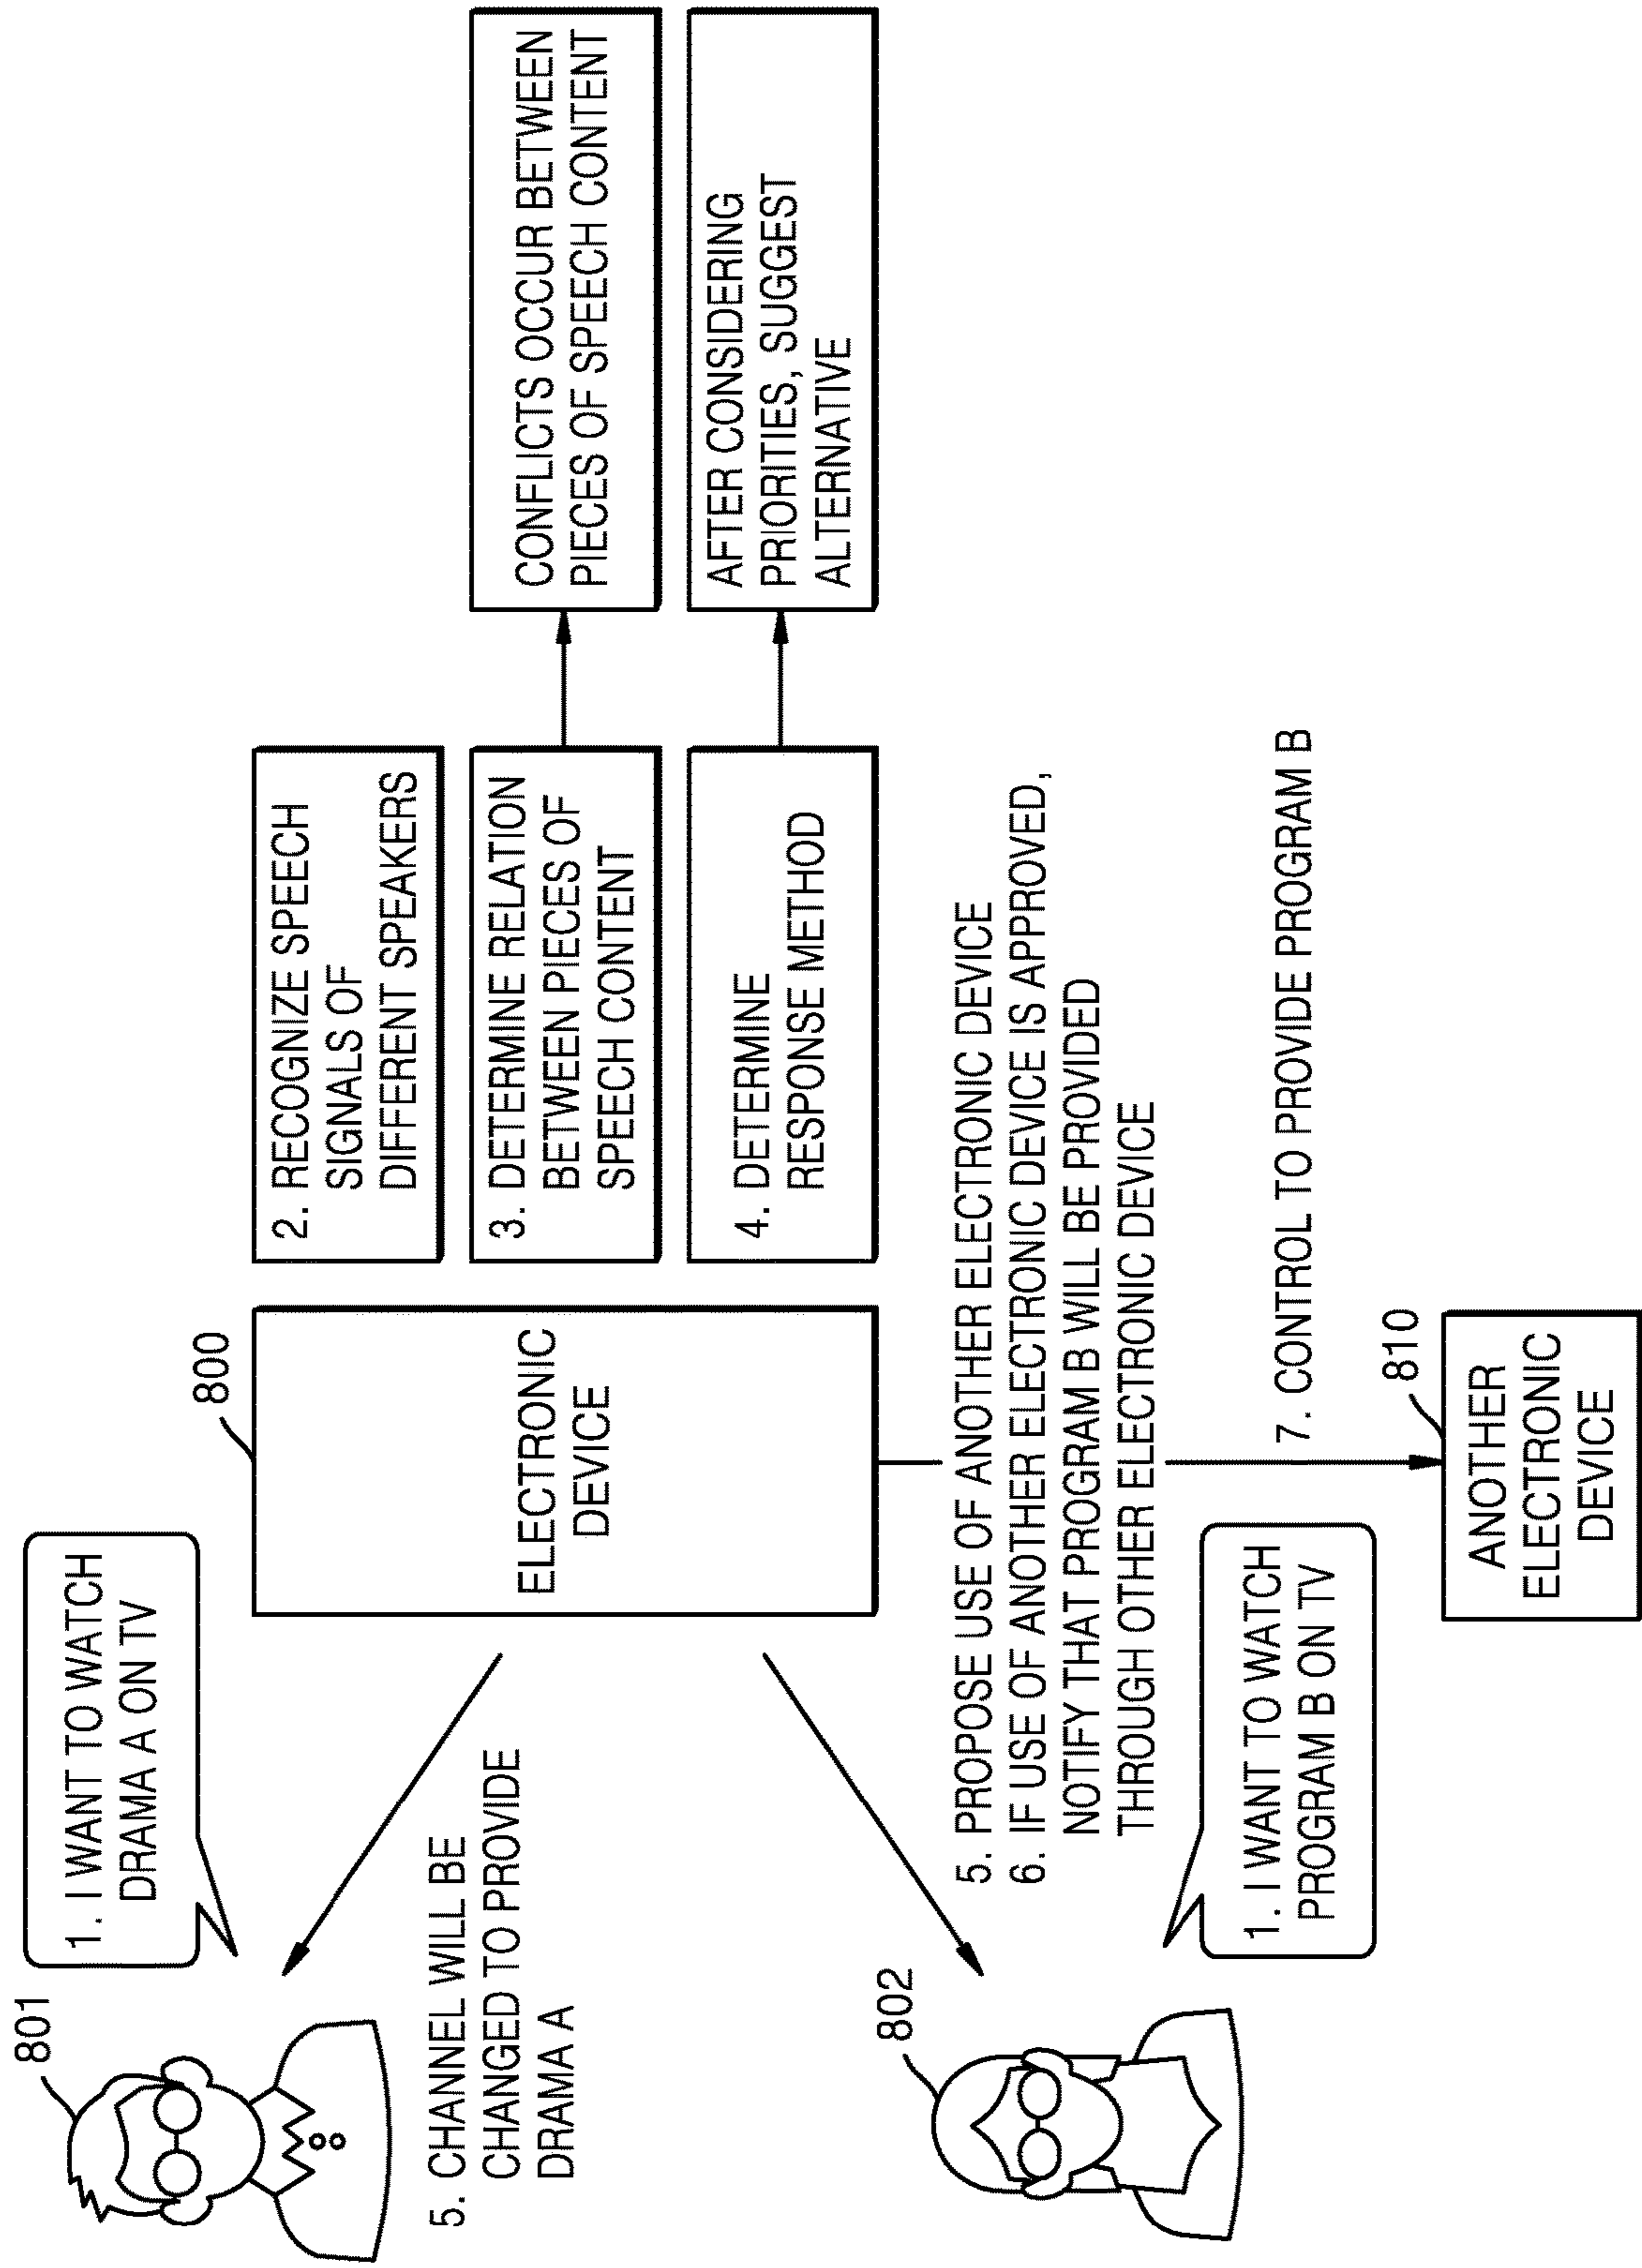 801
1. I WANT TO WATCH
DRAMA A ON TV
5. CHANNEL WILL BE
CHANGED TO PROVIDE
DRAMA A
800
ELECTRONIC
DEVICE
2. RECOGNIZE SPEECH
SIGNALS OF
DIFFERENT SPEAKERS
3. DETERMINE RELATION
BETWEEN PIECES OF
SPEECH CONTENT
CONFLICTS OCCUR BETWEEN
PIECES OF SPEECH CONTENT
4. DETERMINE
RESPONSE METHOD
AFTER CONSIDERING
PRIORITIES, SUGGEST
ALTERNATIVE
802
5. PROPOSE USE OF ANOTHER ELECTRONIC DEVICE
6. IF USE OF ANOTHER ELECTRONIC DEVICE IS APPROVED,
NOTIFY THAT PROGRAM B WILL BE PROVIDED
THROUGH OTHER ELECTRONIC DEVICE
1. I WANT TO WATCH
PROGRAM B ON TV
7. CONTROL TO PROVIDE PROGRAM B
810
ANOTHER
ELECTRONIC
DEVICE